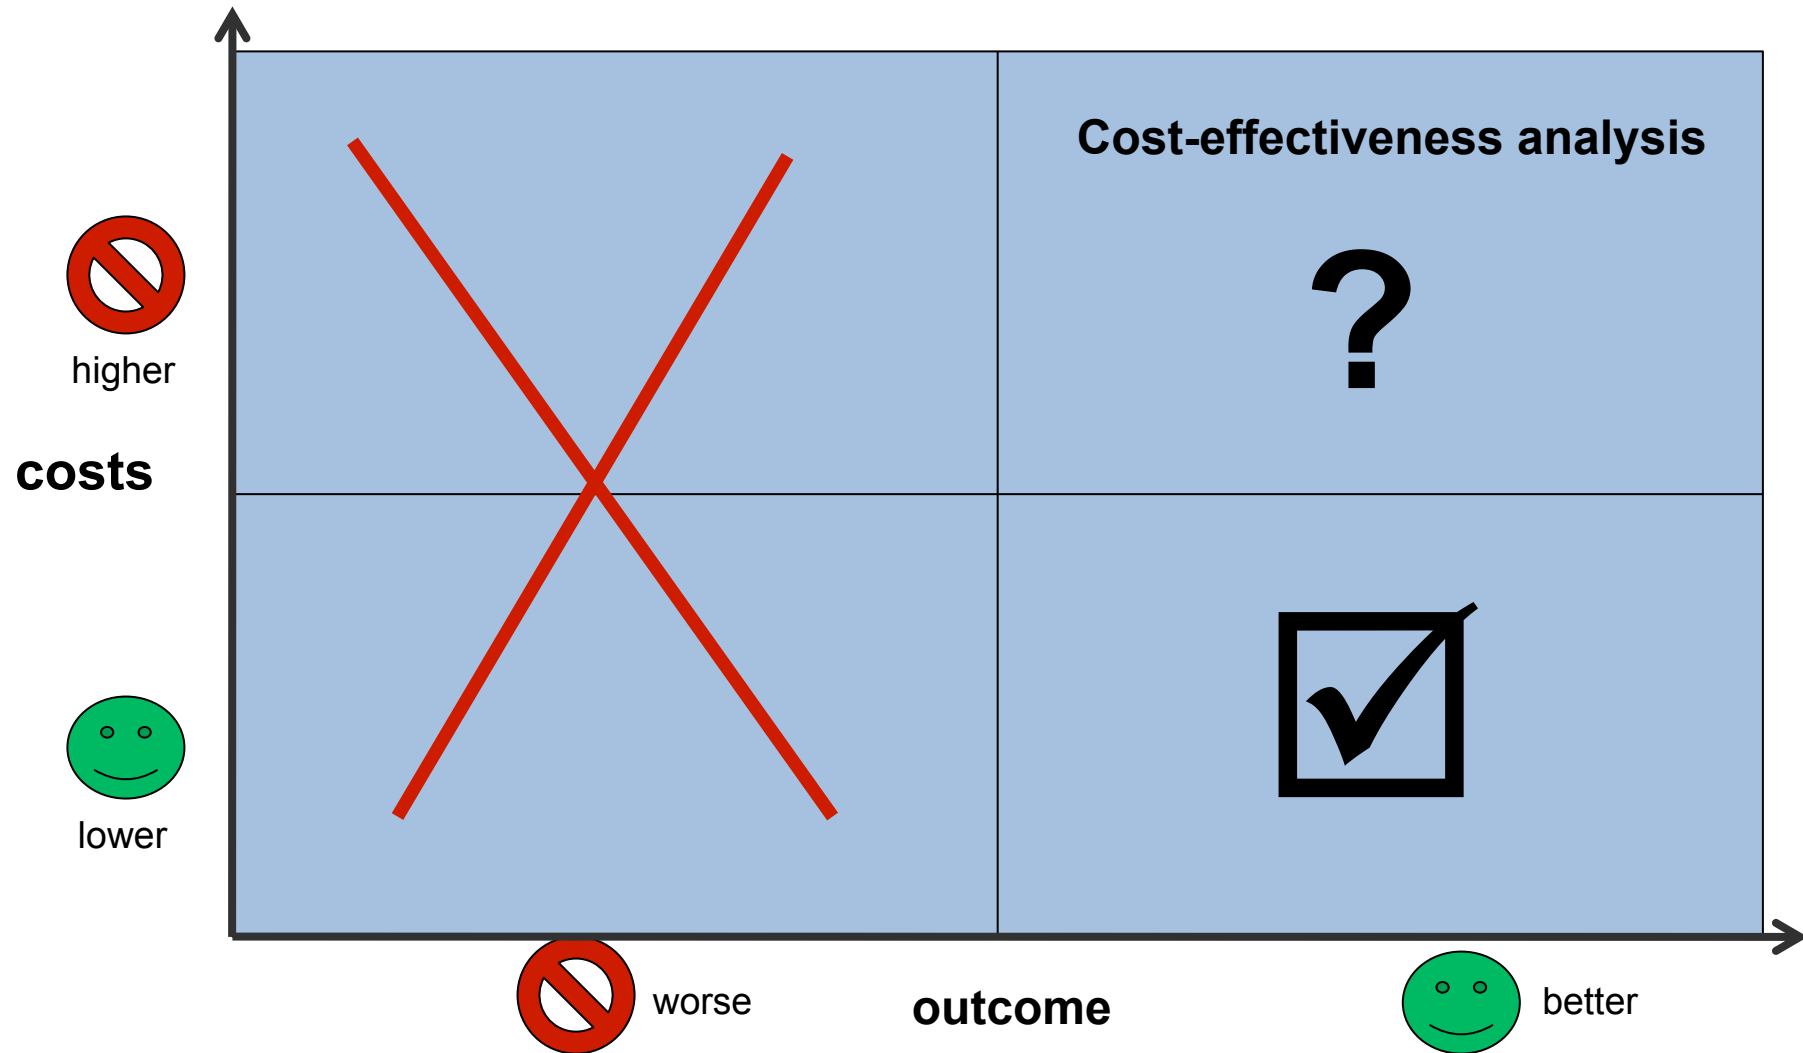 Cost-effectiveness analysis
?
higher
costs
lower
worse
outcome
better